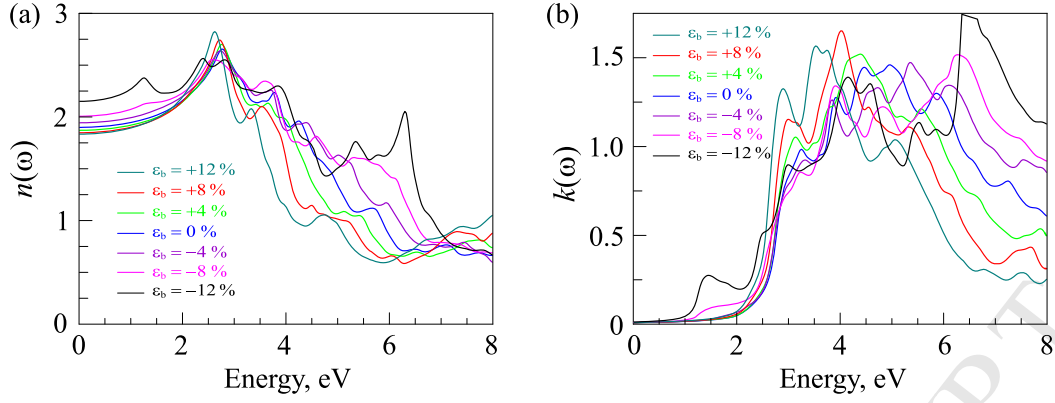 (a)
3
2
1
0
n(ω)
ε_b = +12 %
ε_b = +8 %
ε_b = +4 %
ε_b = 0 %
ε_b = −4 %
ε_b = −8 %
ε_b = −12 %
0 2 4 6 8
Energy, eV
(b)
1.5
1.0
0.5
0
k(ω)
ε_b = +12 %
ε_b = +8 %
ε_b = +4 %
ε_b = 0 %
ε_b = −4 %
ε_b = −8 %
ε_b = −12 %
0 2 4 6 8
Energy, eV
PT